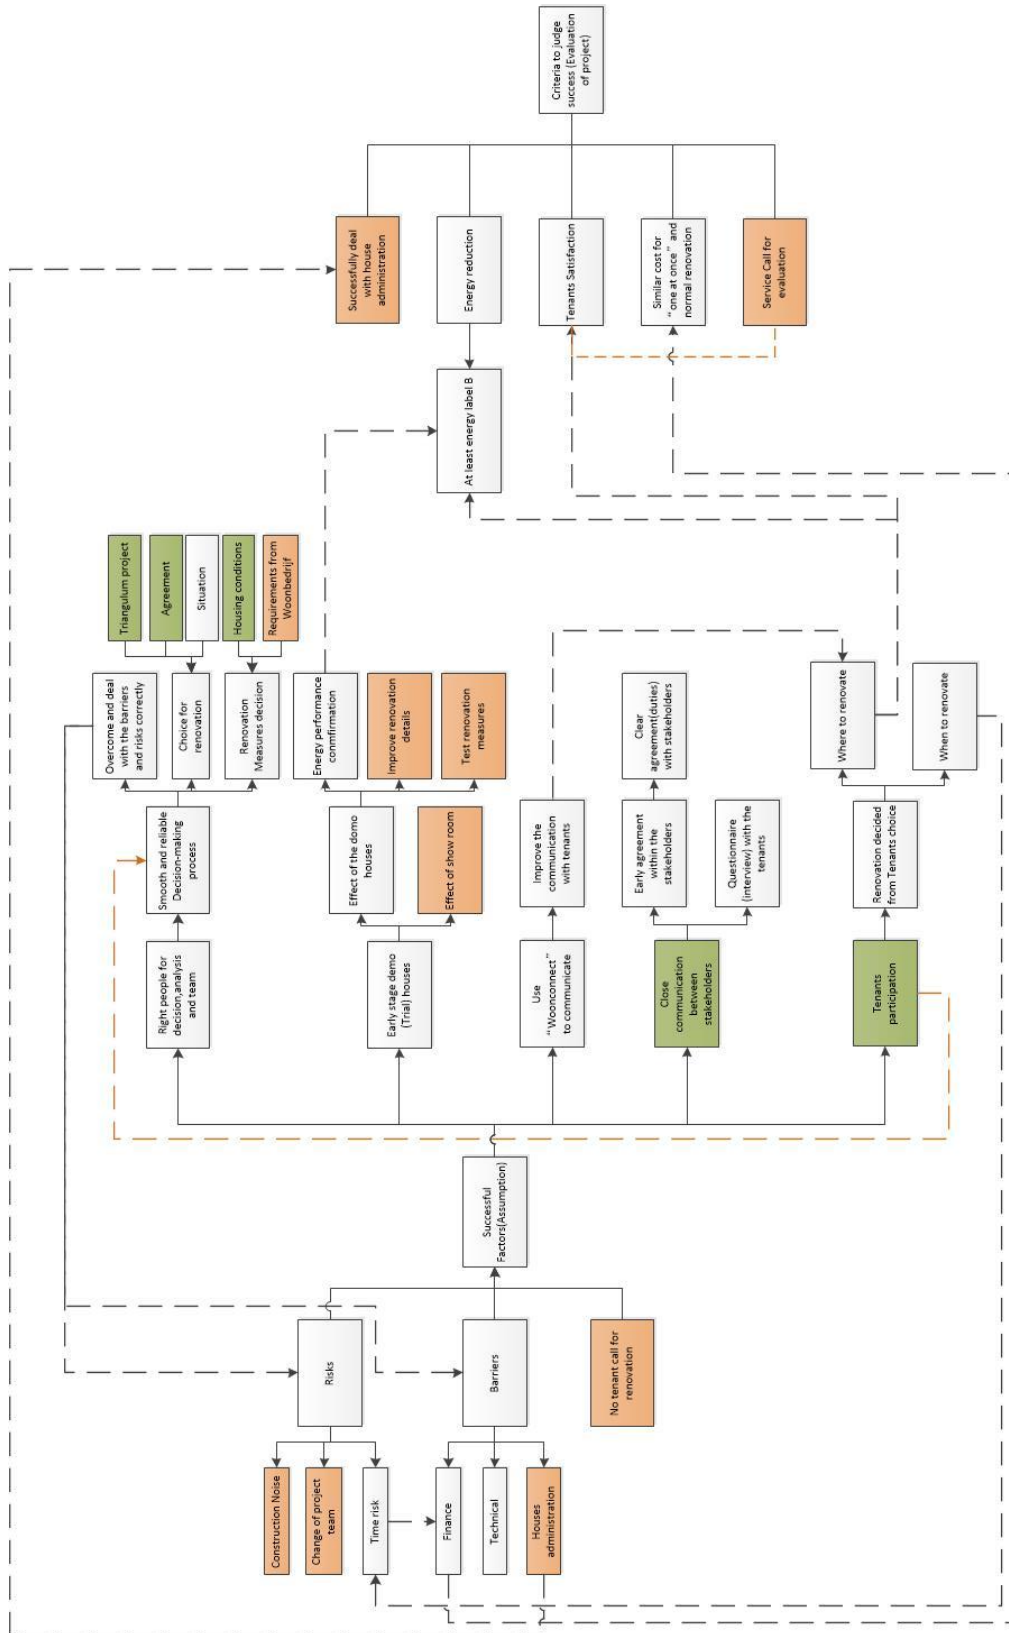 Construction Noise
Change of project
team
Time risk
Finance
Technical
Houses
administration
Risks
Barriers
No tenant call for
renovation
Successful
Factors(Assumption)
Right people for
decision,analysis
and team
Early stage demo
(Trial) houses
Use
“Woonconnect”
to communicate
Close
communication
between
stakeholders
Tenants
participation
Smooth and reliable
Decision-making
process
Effect of the domo
houses
Effect of show room
Improve the
communication
with tenants
Early agreement
within the
stakeholders
Questionnaire
(interview) with the
tenants
Renovation decided
from Tenants choice
Overcome and deal
with the barriers
and risks correctly
Choice for
renovation
Renovation
Measures decision
Energy performance
conmfirmation
Improve renovation
details
Test renovation
measures
Clear
agreement(duties)
with stakeholders
Where to renovate
When to renovate
Triangulum project
Agreement
Situation
Housing conditions
Requirements from
Woonbedrijf
At least energy label B
Successfully deal
with house
administration
Energy reduction
Tenants Satisfaction
Similar cost for
“one at once” and
normal renovation
Service Call for
evaluation
Criteria to judge
success (Evaluation
of project)